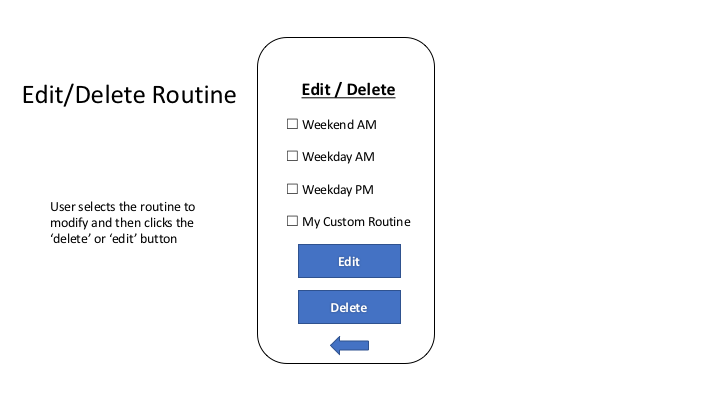 Edit/Delete Routine
User selects the routine to
modify and then clicks the
‘delete’ or ‘edit’ button
Edit / Delete
☐ Weekend AM
☐ Weekday AM
☐ Weekday PM
☐ My Custom Routine
Edit
Delete